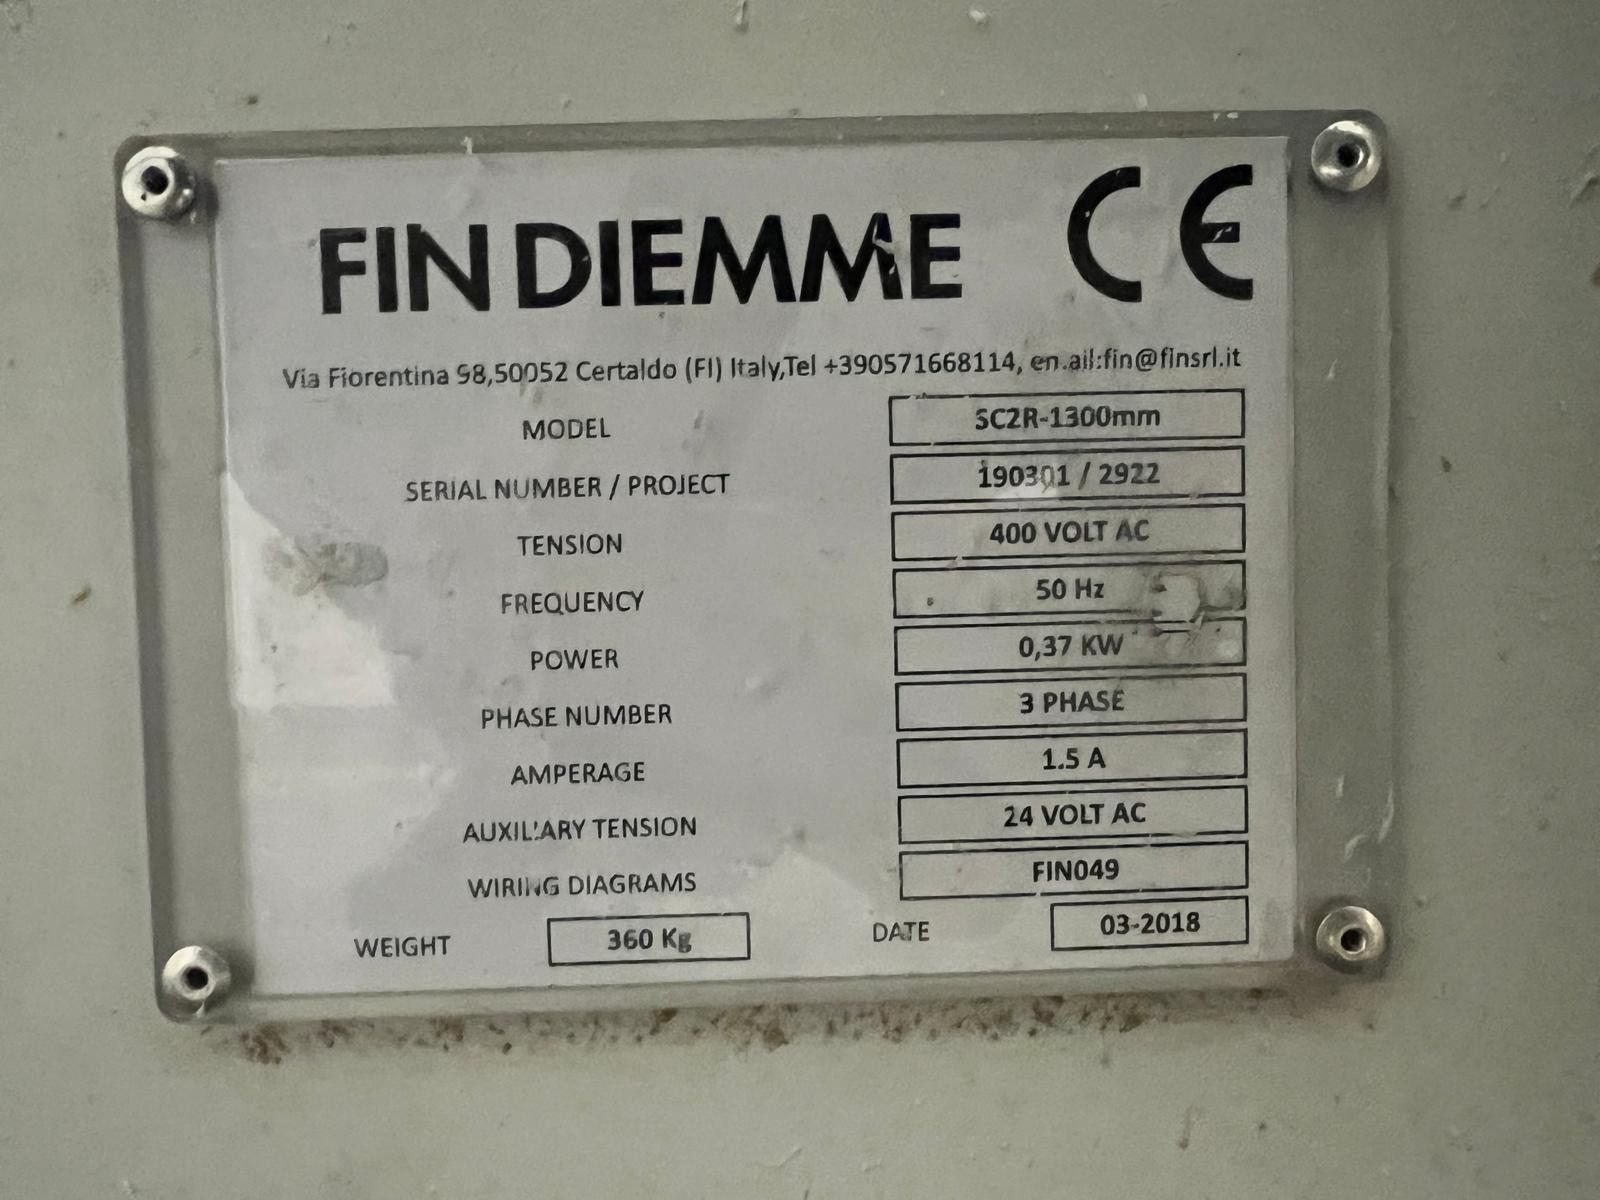 FIN DIEMME CE
Via Fiorentina 98,50052 Certaldo (FI) Italy,Tel +390571668114, email:fin@finsrl.it
MODEL SC2R-1300mm
SERIAL NUMBER / PROJECT 190301 / 2922
TENSION 400 VOLT AC
FREQUENCY 50 Hz
POWER 0,37 KW
PHASE NUMBER 3 PHASE
AMPERAGE 1.5 A
AUXILIARY TENSION 24 VOLT AC
WIRING DIAGRAMS FIN049
WEIGHT 360 Kg DATE 03-2018